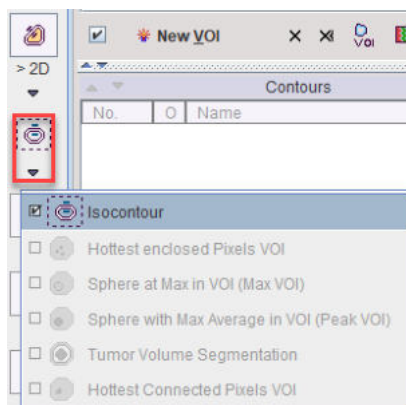 New VOI
VOI
> 2D
Contours
No. O Name
Isocontour
Hottest enclosed Pixels VOI
Sphere at Max in VOI (Max VOI)
Sphere with Max Average in VOI (Peak VOI)
Tumor Volume Segmentation
Hottest Connected Pixels VOI